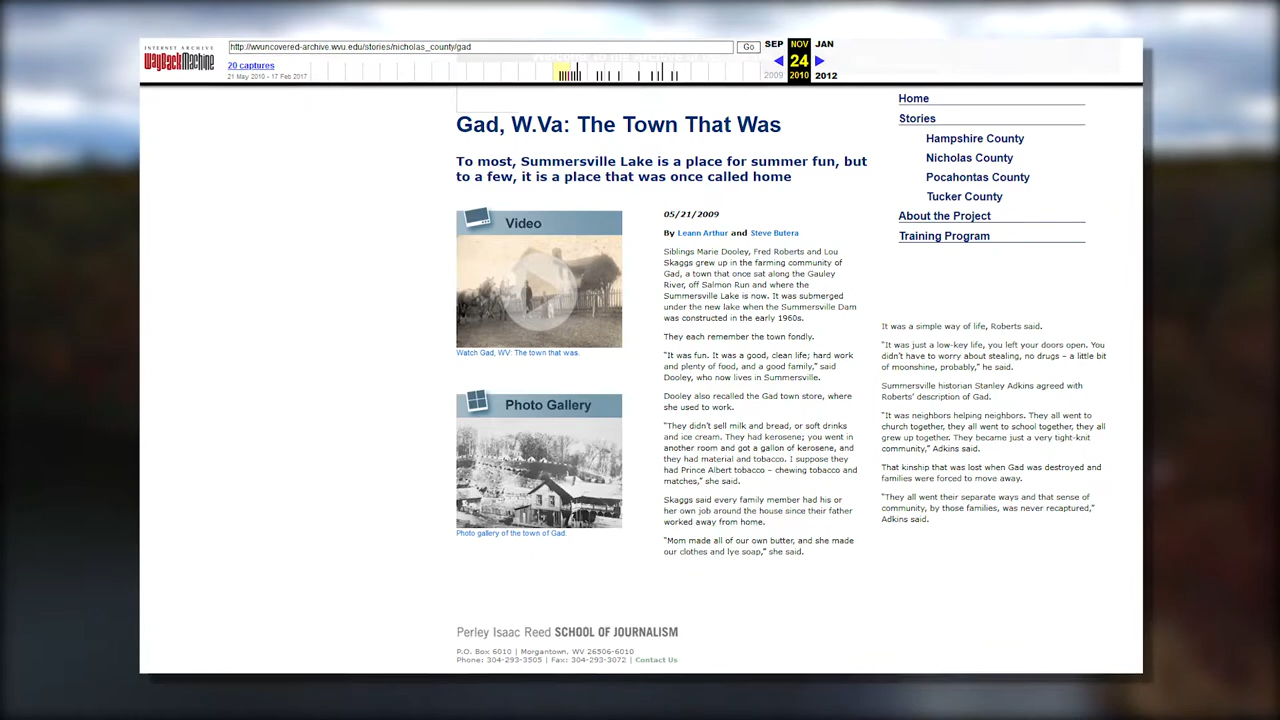 INTERNET ARCHIVE
WayBackMachine
http://wvuncovered-archive.wvu.edu/stories/nicholas_county/gad
Go
SEP
NOV
JAN
20 captures
24
21 May 2010 - 17 Feb 2017
2009
2010
2012
Home
Stories
Hampshire County
Nicholas County
Pocahontas County
Tucker County
About the Project
Training Program
Gad, W.Va: The Town That Was
To most, Summersville Lake is a place for summer fun, but
to a few, it is a place that was once called home
Video
Watch Gad, WV: The town that was.
Photo Gallery
Photo gallery of the town of Gad.
05/21/2009
By Leann Arthur and Steve Butera
Siblings Marie Dooley, Fred Roberts and Lou
Skaggs grew up in the farming community of
Gad, a town that once sat along the Gauley
River, off Salmon Run and where the
Summersville Lake is now. It was submerged
under the new lake when the Summersville Dam
was constructed in the early 1960s.
They each remember the town fondly.
"It was fun. It was a good, clean life; hard work
and plenty of food, and a good family," said
Dooley, who now lives in Summersville.
Dooley also recalled the Gad town store, where
she used to work.
"They didn't sell milk and bread, or soft drinks
and ice cream. They had kerosene; you went in
another room and got a gallon of kerosene, and
they had material and tobacco. I suppose they
had Prince Albert tobacco – chewing tobacco and
matches," she said.
Skaggs said every family member had his or
her own job around the house since their father
worked away from home.
"Mom made all of our own butter, and she made
our clothes and lye soap," she said.
It was a simple way of life, Roberts said.
"It was just a low-key life, you left your doors open. You
didn't have to worry about stealing, no drugs – a little bit
of moonshine, probably," he said.
Summersville historian Stanley Adkins agreed with
Roberts' description of Gad.
"It was neighbors helping neighbors. They all went to
church together, they all went to school together, they all
grew up together. They became just a very tight-knit
community," Adkins said.
That kinship that was lost when Gad was destroyed and
families were forced to move away.
"They all went their separate ways and that sense of
community, by those families, was never recaptured,"
Adkins said.
Perley Isaac Reed SCHOOL OF JOURNALISM
P.O. Box 6010 | Morgantown, WV 26506-6010
Phone: 304-293-3505 | Fax: 304-293-3072 | Contact Us